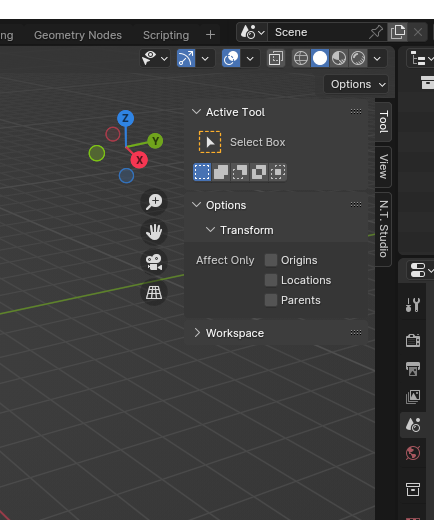 ng Geometry Nodes Scripting + Scene
Options
Active Tool
Tool
Select Box
Z
Y
X
View
Options
N.T. Studio
Transform
Affect Only Origins
Locations
Parents
Workspace